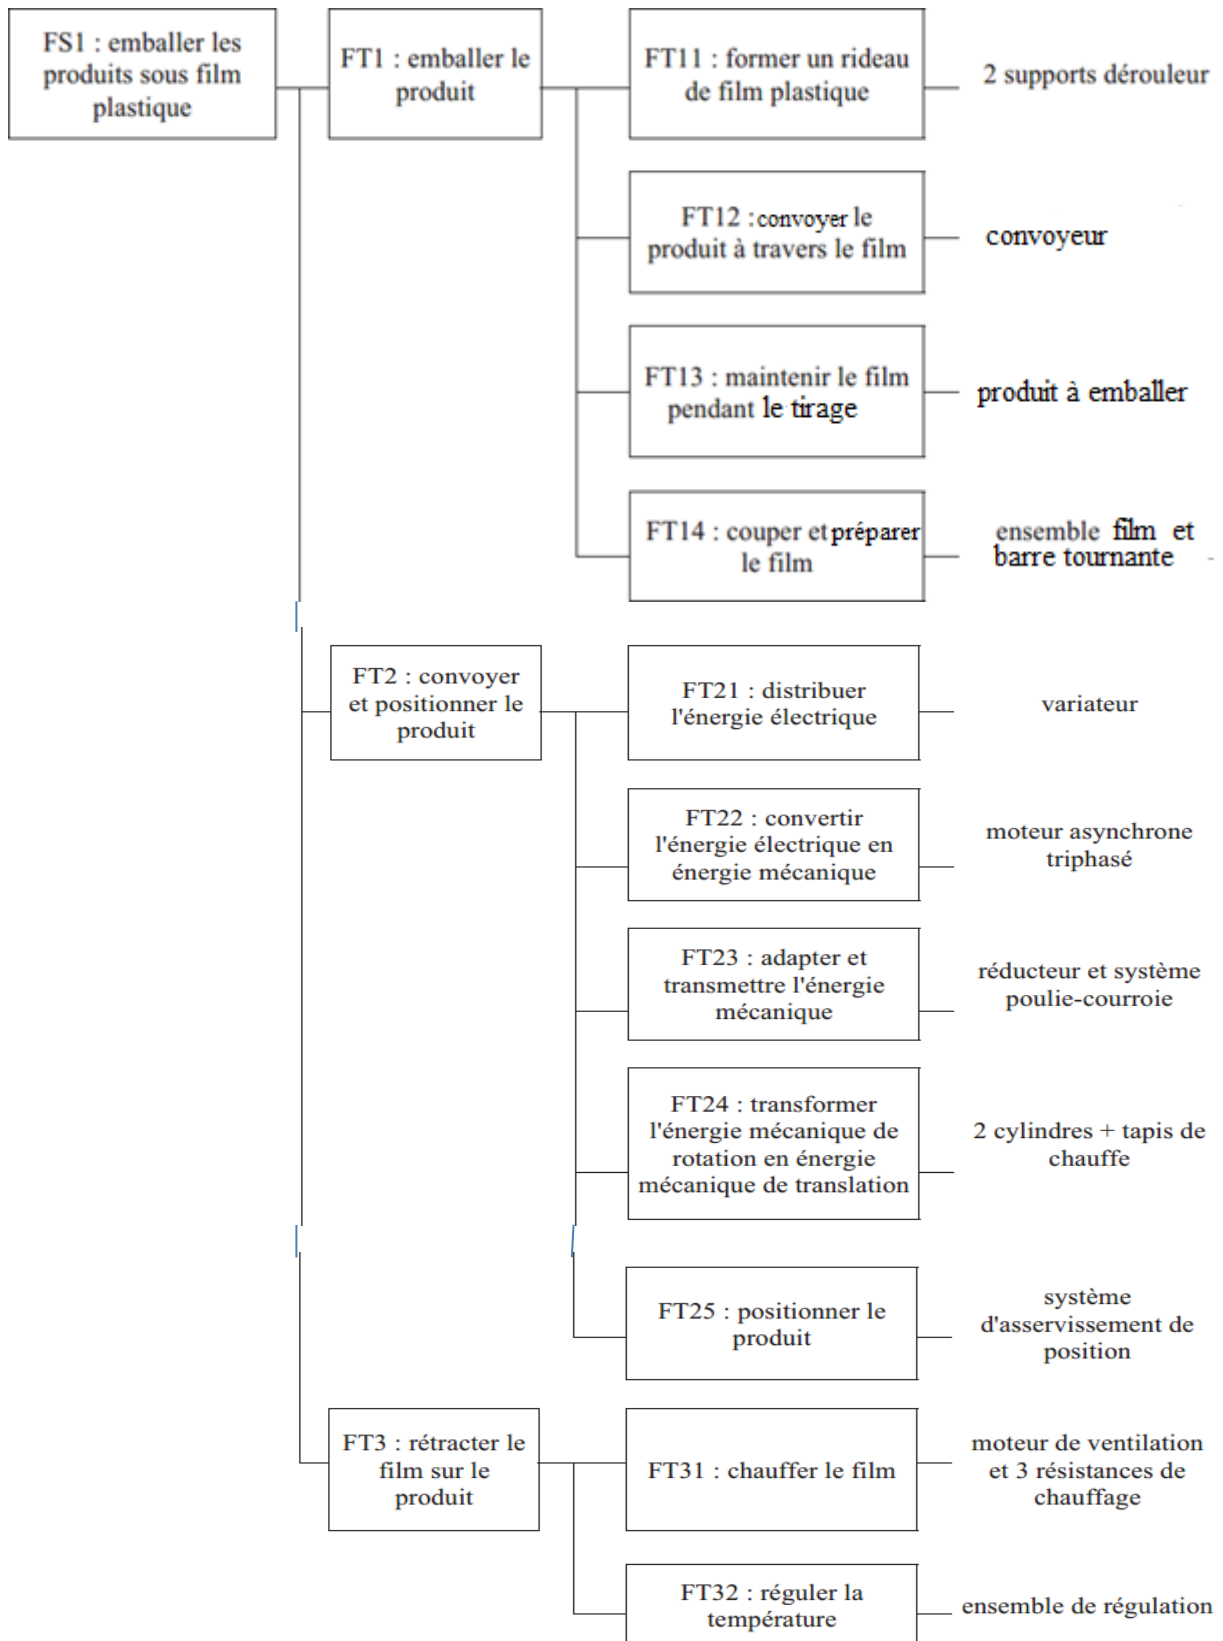 FS1 : emballer les
produits sous film
plastique
FT1 : emballer le
produit
FT11 : former un rideau
de film plastique
2 supports dérouleur
FT12 : convoyer le
produit à travers le film
convoyeur
FT13 : maintenir le film
pendant le tirage
produit à emballer
FT14 : couper et préparer
le film
ensemble film et
barre tournante
FT2 : convoyer
et positionner le
produit
FT21 : distribuer
l'énergie électrique
variateur
FT22 : convertir
l'énergie électrique en
énergie mécanique
moteur asynchrone
triphasé
FT23 : adapter et
transmettre l'énergie
mécanique
réducteur et système
poulie-courroie
FT24 : transformer
l'énergie mécanique de
rotation en énergie
mécanique de translation
2 cylindres + tapis de
chauffe
FT25 : positionner le
produit
système
d'asservissement de
position
FT3 : rétracter le
film sur le
produit
FT31 : chauffer le film
moteur de ventilation
et 3 résistances de
chauffage
FT32 : réguler la
température
ensemble de régulation